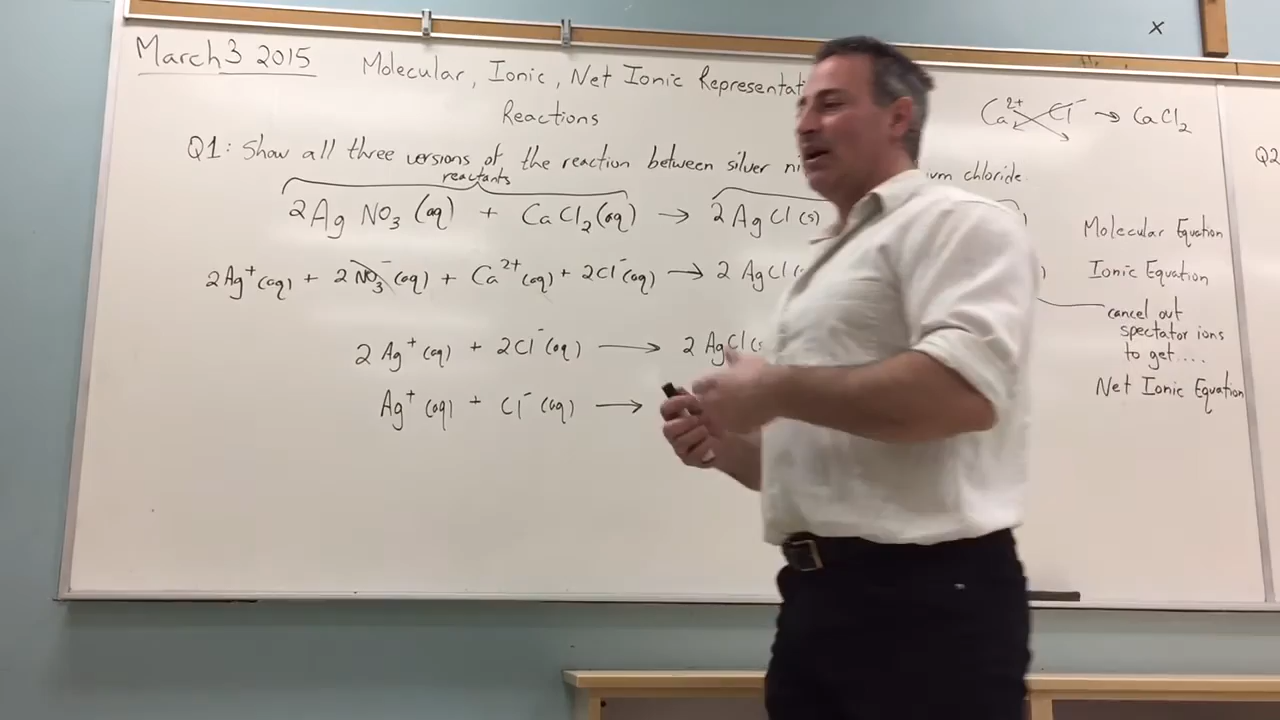 March 3 2015
Molecular, Ionic, Net Ionic
Reactions
Ca²⁺ Cl⁻ → CaCl₂
Q1: Show all three versions of the reaction between silver chloride.
Q2
reactants
2AgNO₃(aq) + CaCl₂(aq) → 2AgCl(s)
Molecular Equation
2Ag⁺(aq) + 2NO₃⁻(aq) + Ca²⁺(aq) + 2Cl⁻(aq) → 2AgCl(
Ionic Equation
cancel out
spectator ions
to get....
2Ag⁺(aq) + 2Cl⁻(aq) → 2AgCl(s
Net Ionic Equation
Ag⁺(aq) + Cl⁻(aq) →
x